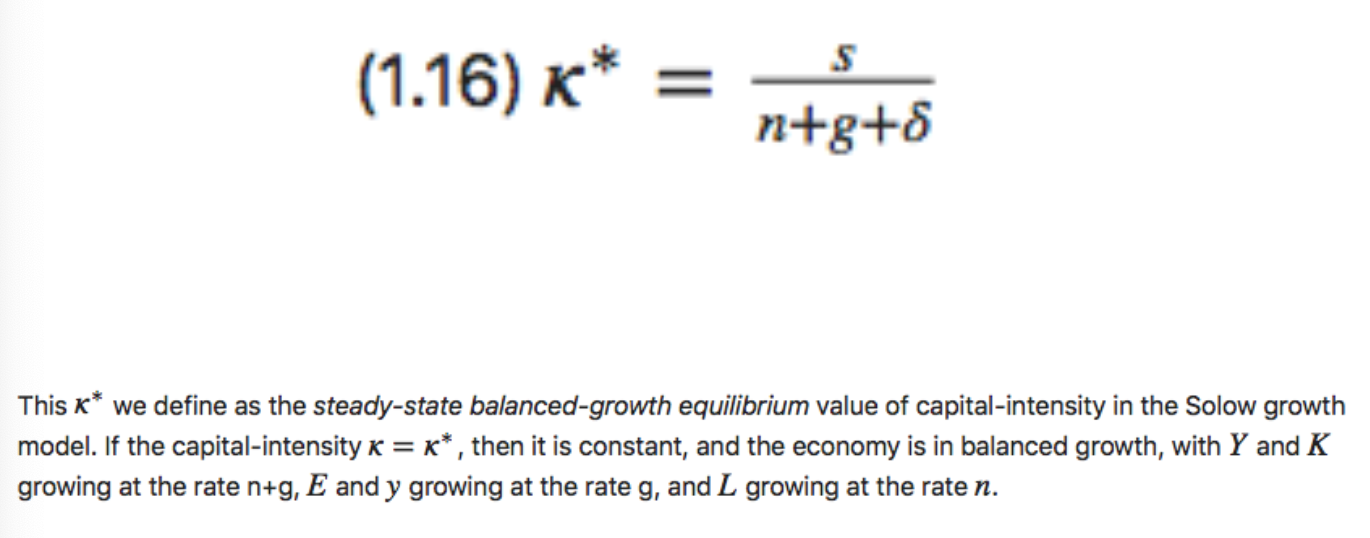 (1.16) κ* = s/(n+g+δ)
This κ* we define as the steady-state balanced-growth equilibrium value of capital-intensity in the Solow growth
model. If the capital-intensity κ = κ*, then it is constant, and the economy is in balanced growth, with Y and K
growing at the rate n+g, E and y growing at the rate g, and L growing at the rate n.